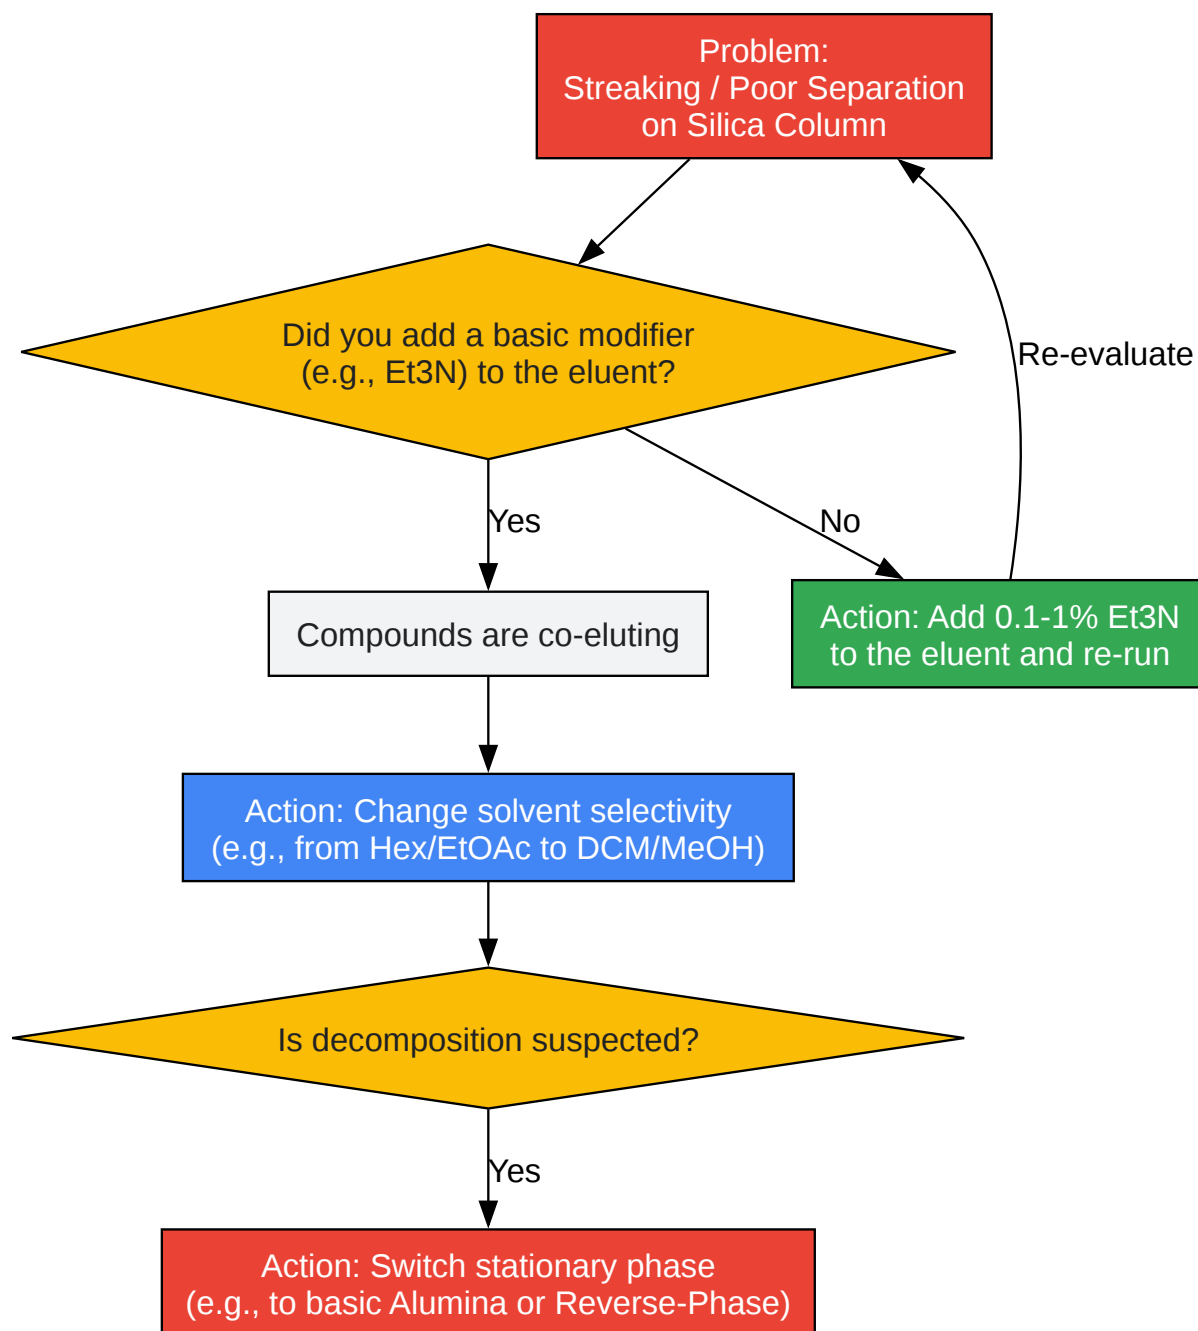 Problem:
Streaking / Poor Separation
on Silica Column
Did you add a basic modifier
(e.g., Et3N) to the eluent?
Re-evaluate
Yes
No
Compounds are co-eluting
Action: Add 0.1-1% Et3N
to the eluent and re-run
Action: Change solvent selectivity
(e.g., from Hex/EtOAc to DCM/MeOH)
Is decomposition suspected?
Yes
Action: Switch stationary phase
(e.g., to basic Alumina or Reverse-Phase)